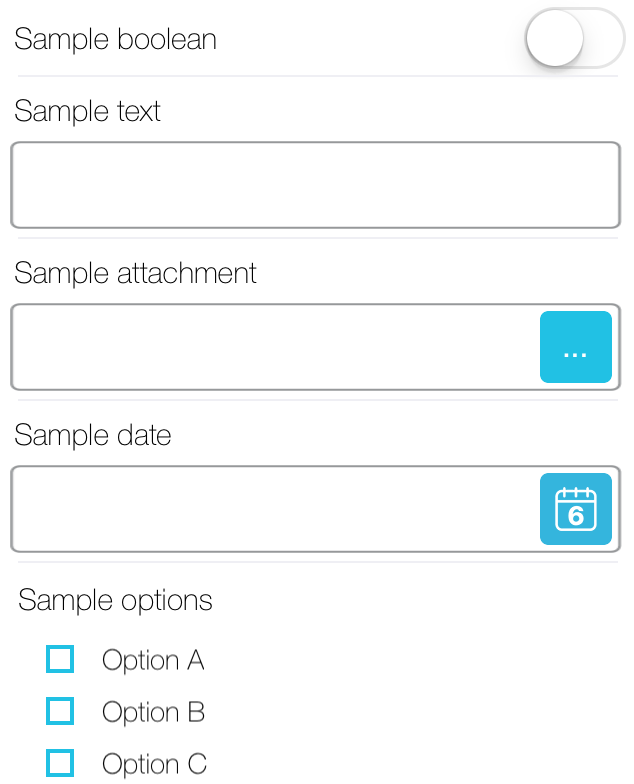 Sample boolean
Sample text
Sample attachment
...
Sample date
6
Sample options
Option A
Option B
Option C